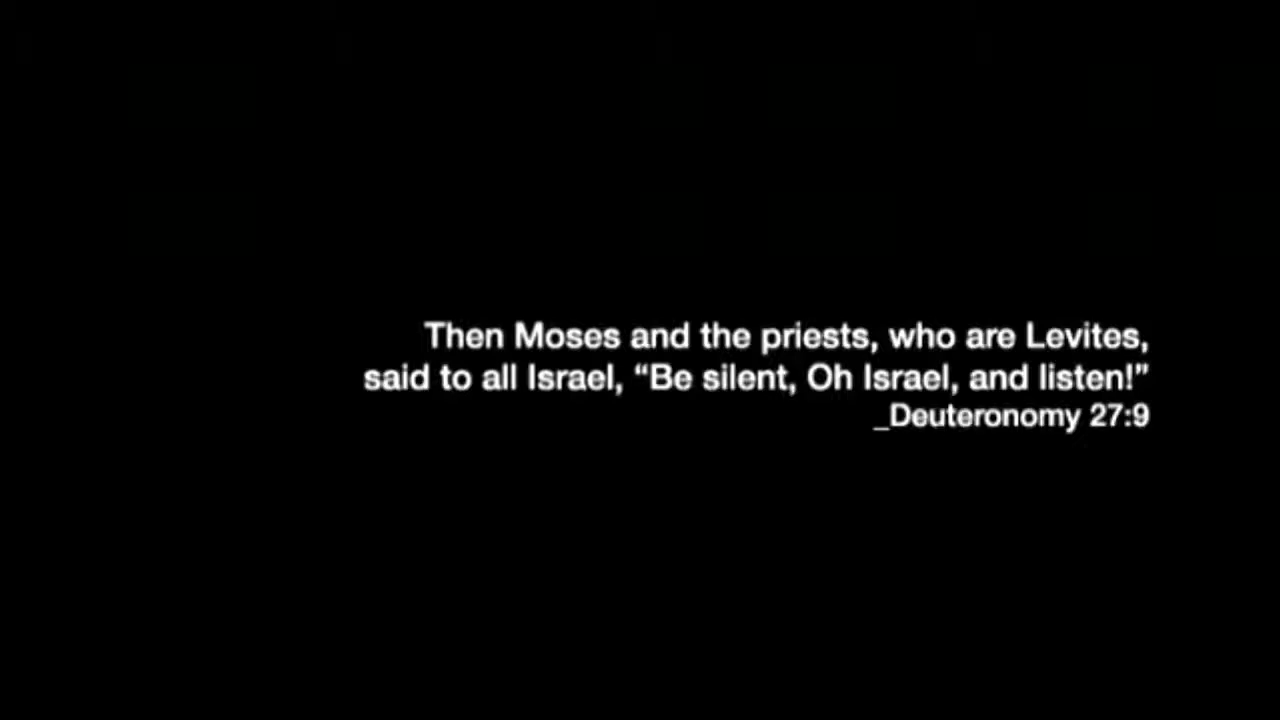 Then Moses and the priests, who are Levites,
said to all Israel, “Be silent, Oh Israel, and listen!”
_Deuteronomy 27:9